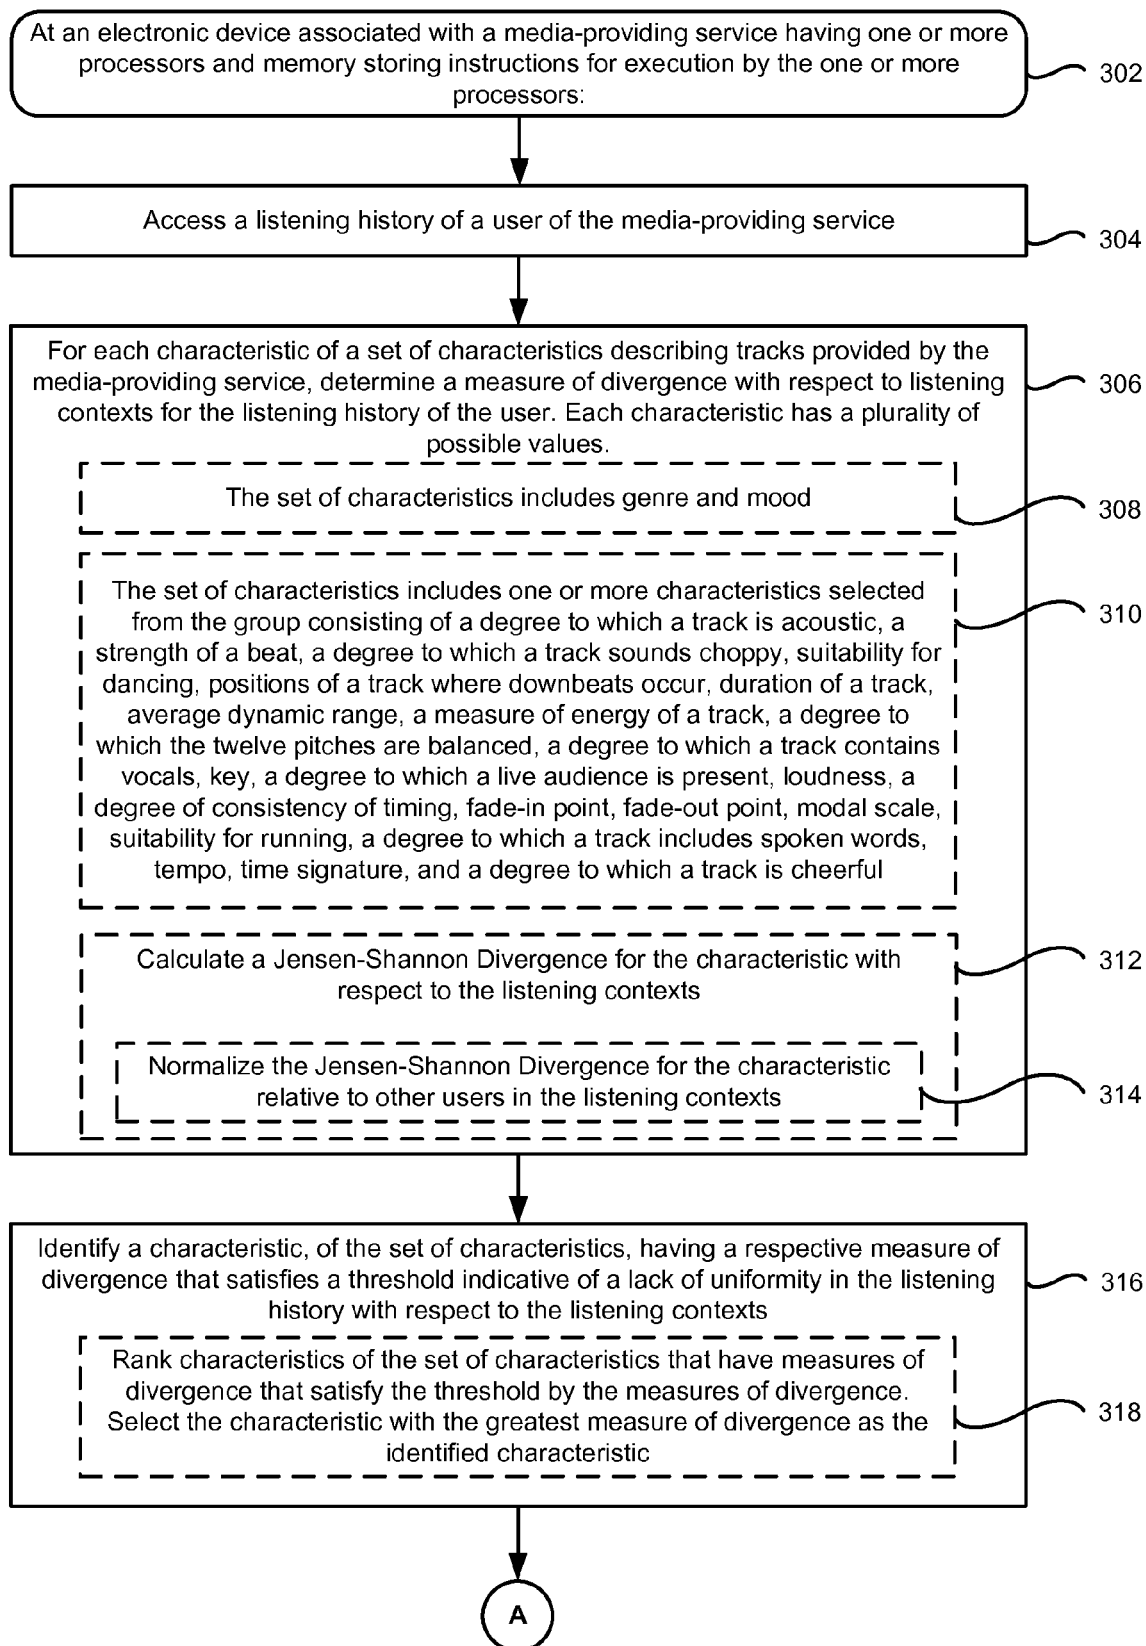 At an electronic device associated with a media-providing service having one or more
processors and memory storing instructions for execution by the one or more
processors:
302
Access a listening history of a user of the media-providing service
304
For each characteristic of a set of characteristics describing tracks provided by the
media-providing service, determine a measure of divergence with respect to listening
contexts for the listening history of the user. Each characteristic has a plurality of
possible values.
306
The set of characteristics includes genre and mood
308
The set of characteristics includes one or more characteristics selected
from the group consisting of a degree to which a track is acoustic, a
strength of a beat, a degree to which a track sounds choppy, suitability for
dancing, positions of a track where downbeats occur, duration of a track,
average dynamic range, a measure of energy of a track, a degree to
which the twelve pitches are balanced, a degree to which a track contains
vocals, key, a degree to which a live audience is present, loudness, a
degree of consistency of timing, fade-in point, fade-out point, modal scale,
suitability for running, a degree to which a track includes spoken words,
tempo, time signature, and a degree to which a track is cheerful
310
Calculate a Jensen-Shannon Divergence for the characteristic with
respect to the listening contexts
312
Normalize the Jensen-Shannon Divergence for the characteristic
relative to other users in the listening contexts
314
Identify a characteristic, of the set of characteristics, having a respective measure of
divergence that satisfies a threshold indicative of a lack of uniformity in the listening
history with respect to the listening contexts
316
Rank characteristics of the set of characteristics that have measures of
divergence that satisfy the threshold by the measures of divergence.
Select the characteristic with the greatest measure of divergence as the
identified characteristic
318
A